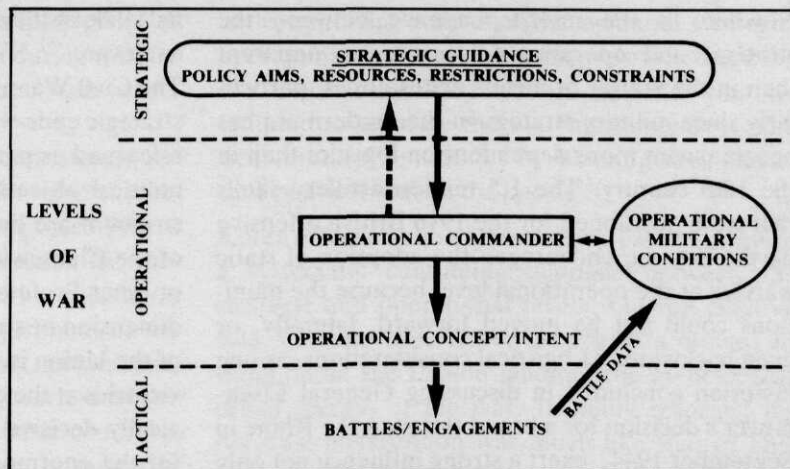 STRATEGIC
STRATEGIC GUIDANCE
POLICY AIMS, RESOURCES, RESTRICTIONS, CONSTRAINTS
LEVELS
OF
WAR
OPERATIONAL
OPERATIONAL COMMANDER
OPERATIONAL
MILITARY
CONDITIONS
OPERATIONAL CONCEPT/INTENT
BATTLE DATA
TACTICAL
BATTLES/ENGAGEMENTS